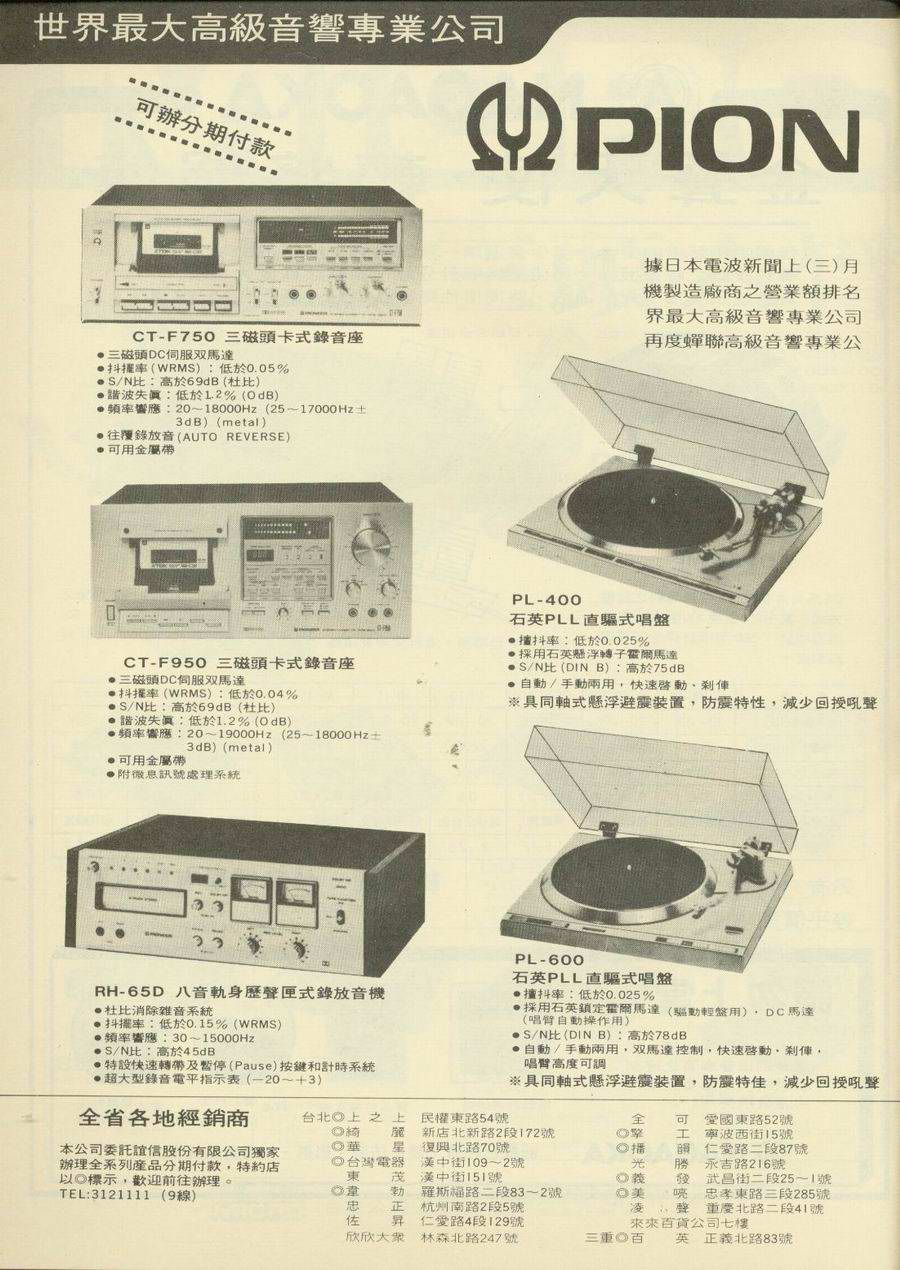 世界最大高級音響專業公司
可辦分期付款
PION
據日本電波新聞上(三)月
機製造廠商之營業額排名
界最大高級音響專業公司
再度蟬聯高級音響專業公
CT-F750 三磁頭卡式錄音座
●三磁頭DC伺服双馬達
●抖擺率(WRMS)：低於0.05%
●S/N比：高於69dB(杜比)
●諧波失眞：低於1.2%(0dB)
●頻率響應：20～18000Hz (25～17000Hz±
3dB) (metal)
●往覆錄放音(AUTO REVERSE)
●可用金屬帶
CT-F950 三磁頭卡式錄音座
●三磁頭DC伺服双馬達
●抖擺率(WRMS)：低於0.04%
●S/N比：高於69dB(杜比)
●諧波失眞：低於1.2%(0dB)
●頻率響應：20～19000Hz (25～18000Hz±
3dB) (metal)
●可用金屬帶
●附微息訊號處理系統
PIONEER
RH-65D 八音軌身歷聲匣式錄放音機
●杜比消除雜音系統
●抖擺率：低於0.15%(WRMS)
●頻率響應：30～15000Hz
●S/N比：高於45dB
●特設快速轉帶及暫停(Pause)按鍵和計時系統
●超大型錄音電平指示表(－20～+3)
PL-400
石英PLL直驅式唱盤
●擅抖率：低於0.025%
●採用石英懸浮轉子霍爾馬達
●S/N比(DIN B)：高於75dB
●自動/手動兩用，快速啓動、刹俥
※具同軸式懸浮避震裝置，防震特性，減少回授吼聲
PL-600
石英PLL直驅式唱盤
●擅抖率：低於0.025%
●採用石英鎖定霍爾馬達(驅動輕盤用)，DC馬達
(唱臂自動操作用)
●S/N比(DIN B)：高於78dB
●自動/手動兩用，双馬達控制，快速啓動，刹俥，
唱臂高度可調
※具同軸式懸浮避震裝置，防震特佳，減少回授吼聲
全省各地經銷商
本公司委託誼信股份有限公司獨家
辦理全系列產品分期付款，特約店
以◎標示，歡迎前往辦理。
TEL:3121111 (9線)
台北◎上之上 民權東路54號
◎綺麗 新店北新路2段172號
◎華星 復興北路70號
◎台灣電器 漢中街109～2號
東茂 漢中街151號
◎韋勃 羅斯福路二段83～2號
忠正 杭州南路2段5號
佐昇 仁愛路4段129號
欣欣大衆 林森北路247號
全可 愛國東路52號
◎擎工 寧波西街15號
◎播韻 仁愛路二段87號
光勝 永吉路216號
◎義發 武昌街二段25～1號
◎美亮 忠孝東路三段285號
凌聲 重慶北路二段41號
來來百貨公司七樓
三重◎百英 正義北路83號